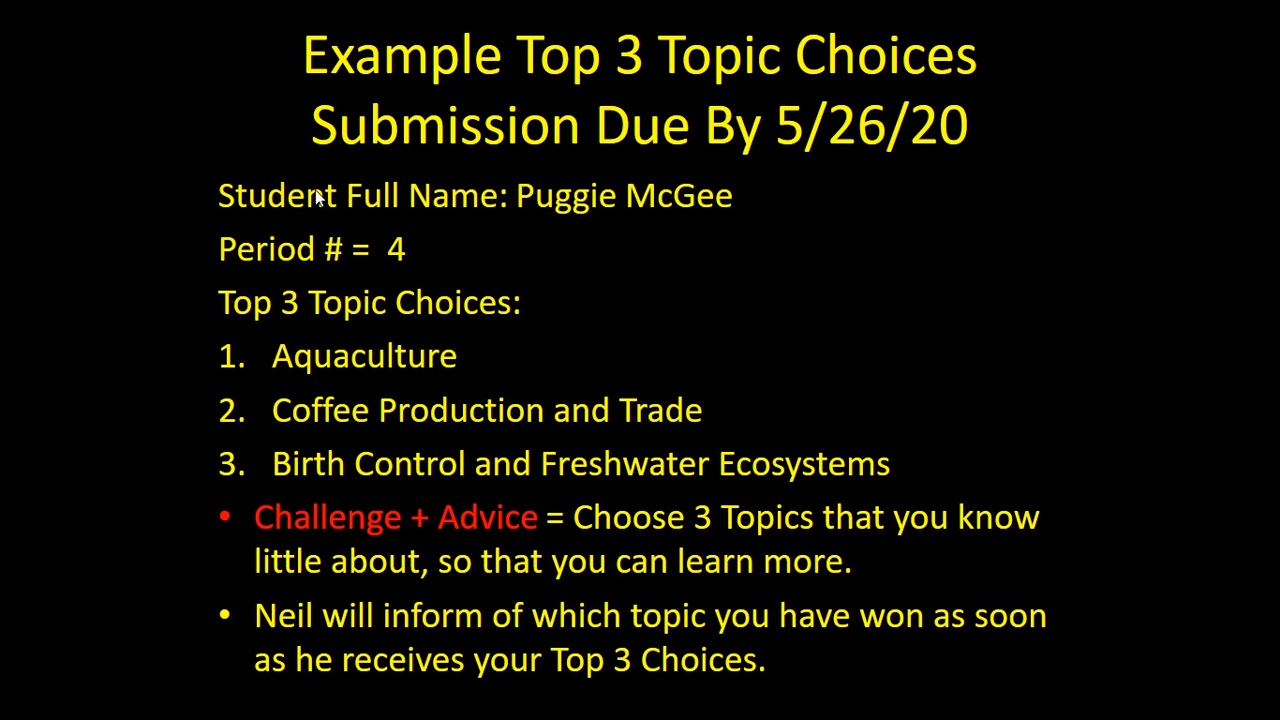 Example Top 3 Topic Choices
Submission Due By 5/26/20
Student Full Name: Puggie McGee
Period # = 4
Top 3 Topic Choices:
1. Aquaculture
2. Coffee Production and Trade
3. Birth Control and Freshwater Ecosystems
• Challenge + Advice = Choose 3 Topics that you know
little about, so that you can learn more.
• Neil will inform of which topic you have won as soon
as he receives your Top 3 Choices.